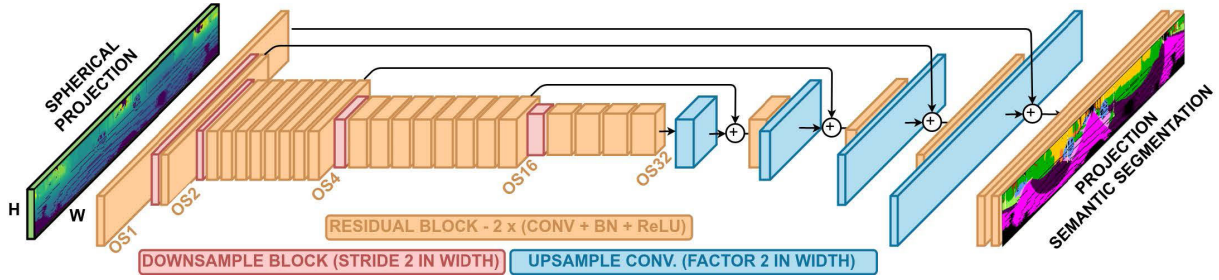 SPHERICAL
PROJECTION
H
W
OS1
OS2
OS4
OS16
OS32
+
+
+
+
PROJECTION
SEMANTIC SEGMENTATION
RESIDUAL BLOCK - 2 x (CONV + BN + ReLU)
DOWNSAMPLE BLOCK (STRIDE 2 IN WIDTH)
UPSAMPLE CONV. (FACTOR 2 IN WIDTH)